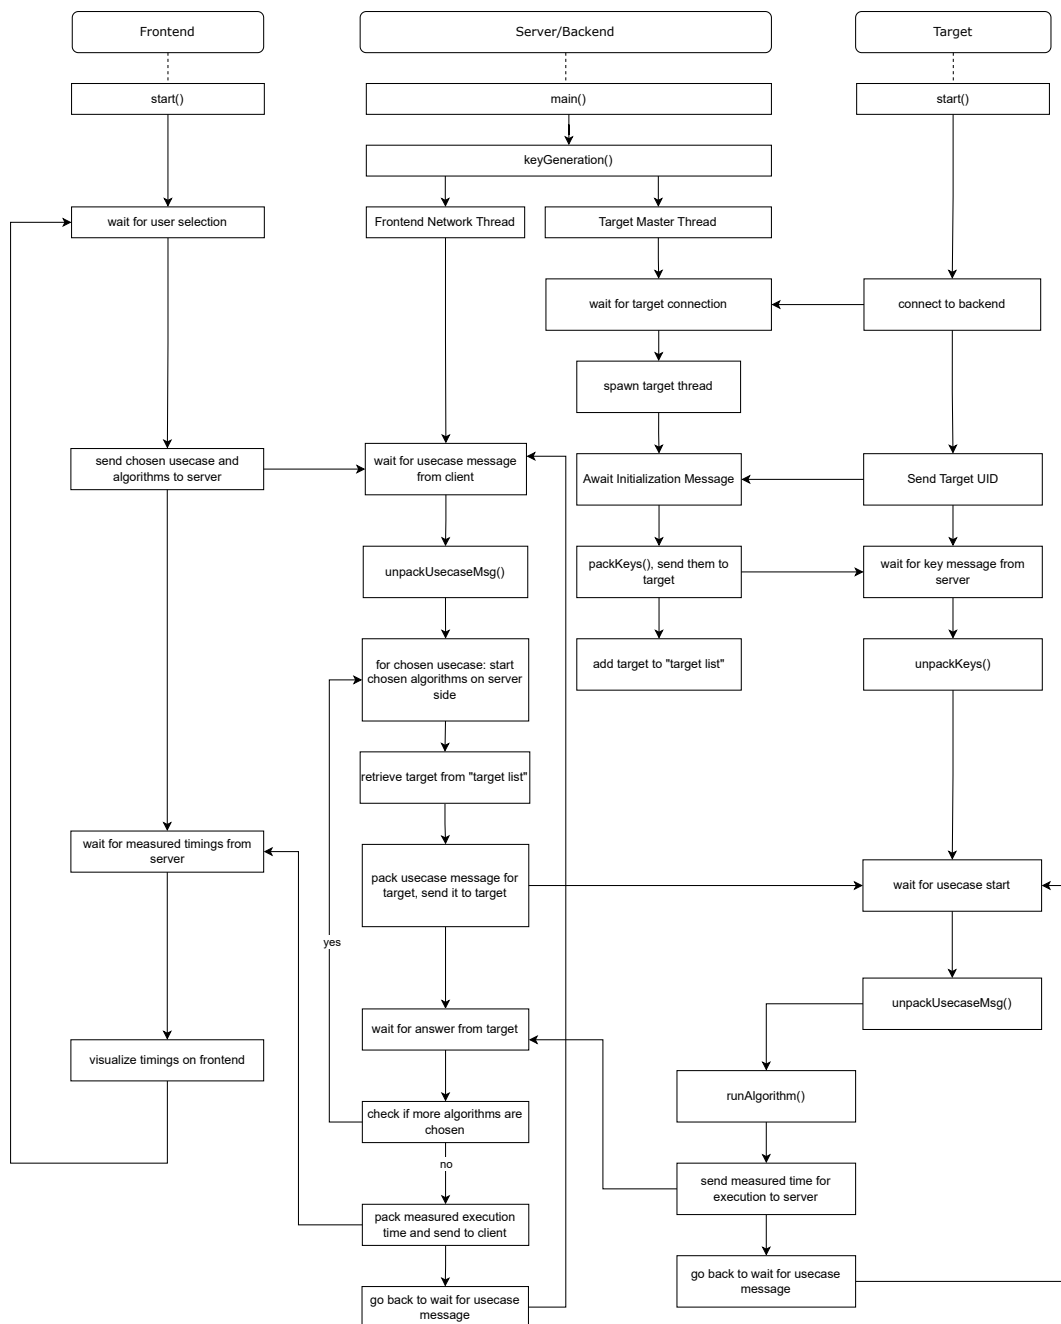 Frontend
Server/Backend
Target
start()
main()
start()
keyGeneration()
wait for user selection
Frontend Network Thread
Target Master Thread
wait for target connection
connect to backend
spawn target thread
send chosen usecase and
algorithms to server
wait for usecase message
from client
Await Initialization Message
Send Target UID
unpackUsecaseMsg()
packKeys(), send them to
target
wait for key message from
server
for chosen usecase: start
chosen algorithms on server
side
add target to "target list"
unpackKeys()
retrieve target from "target list"
wait for measured timings from
server
pack usecase message for
target, send it to target
wait for usecase start
yes
unpackUsecaseMsg()
wait for answer from target
visualize timings on frontend
runAlgorithm()
check if more algorithms are
chosen
no
send measured time for
execution to server
pack measured execution
time and send to client
go back to wait for usecase
message
go back to wait for usecase
message